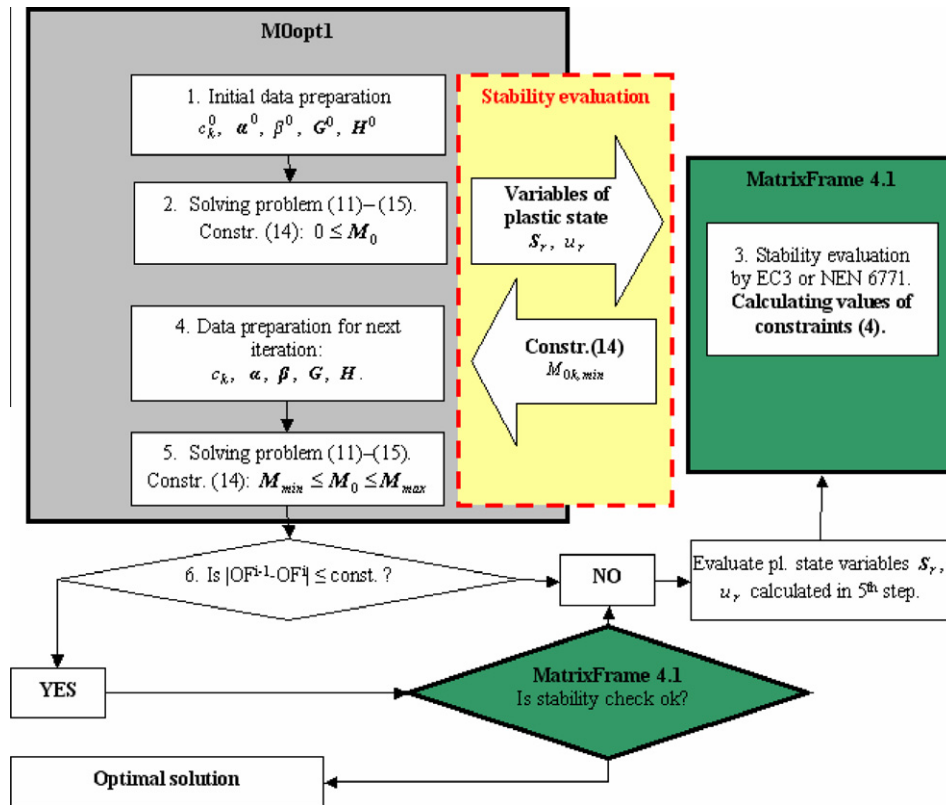 M0opt1
1. Initial data preparation
c⁰ₖ, α⁰, β⁰, G⁰, H⁰
2. Solving problem (11)–(15).
Constr. (14): 0 ≤ M₀
Stability evaluation
Variables of
plastic state
Sᵣ, uᵣ
MatrixFrame 4.1
3. Stability evaluation
by EC3 or NEN 6771.
Calculating values of
constraints (4).
4. Data preparation for next
iteration:
cₖ, α, β, G, H.
Constr.(14)
M₀ₖ,min
5. Solving problem (11)–(15).
Constr. (14): Mmin ≤ M₀ ≤ Mmax
6. Is |OFⁱ⁻¹-OFⁱ| ≤ const. ?
NO
Evaluate pl. state variables Sᵣ,
uᵣ calculated in 5ᵗʰ step.
YES
MatrixFrame 4.1
Is stability check ok?
Optimal solution